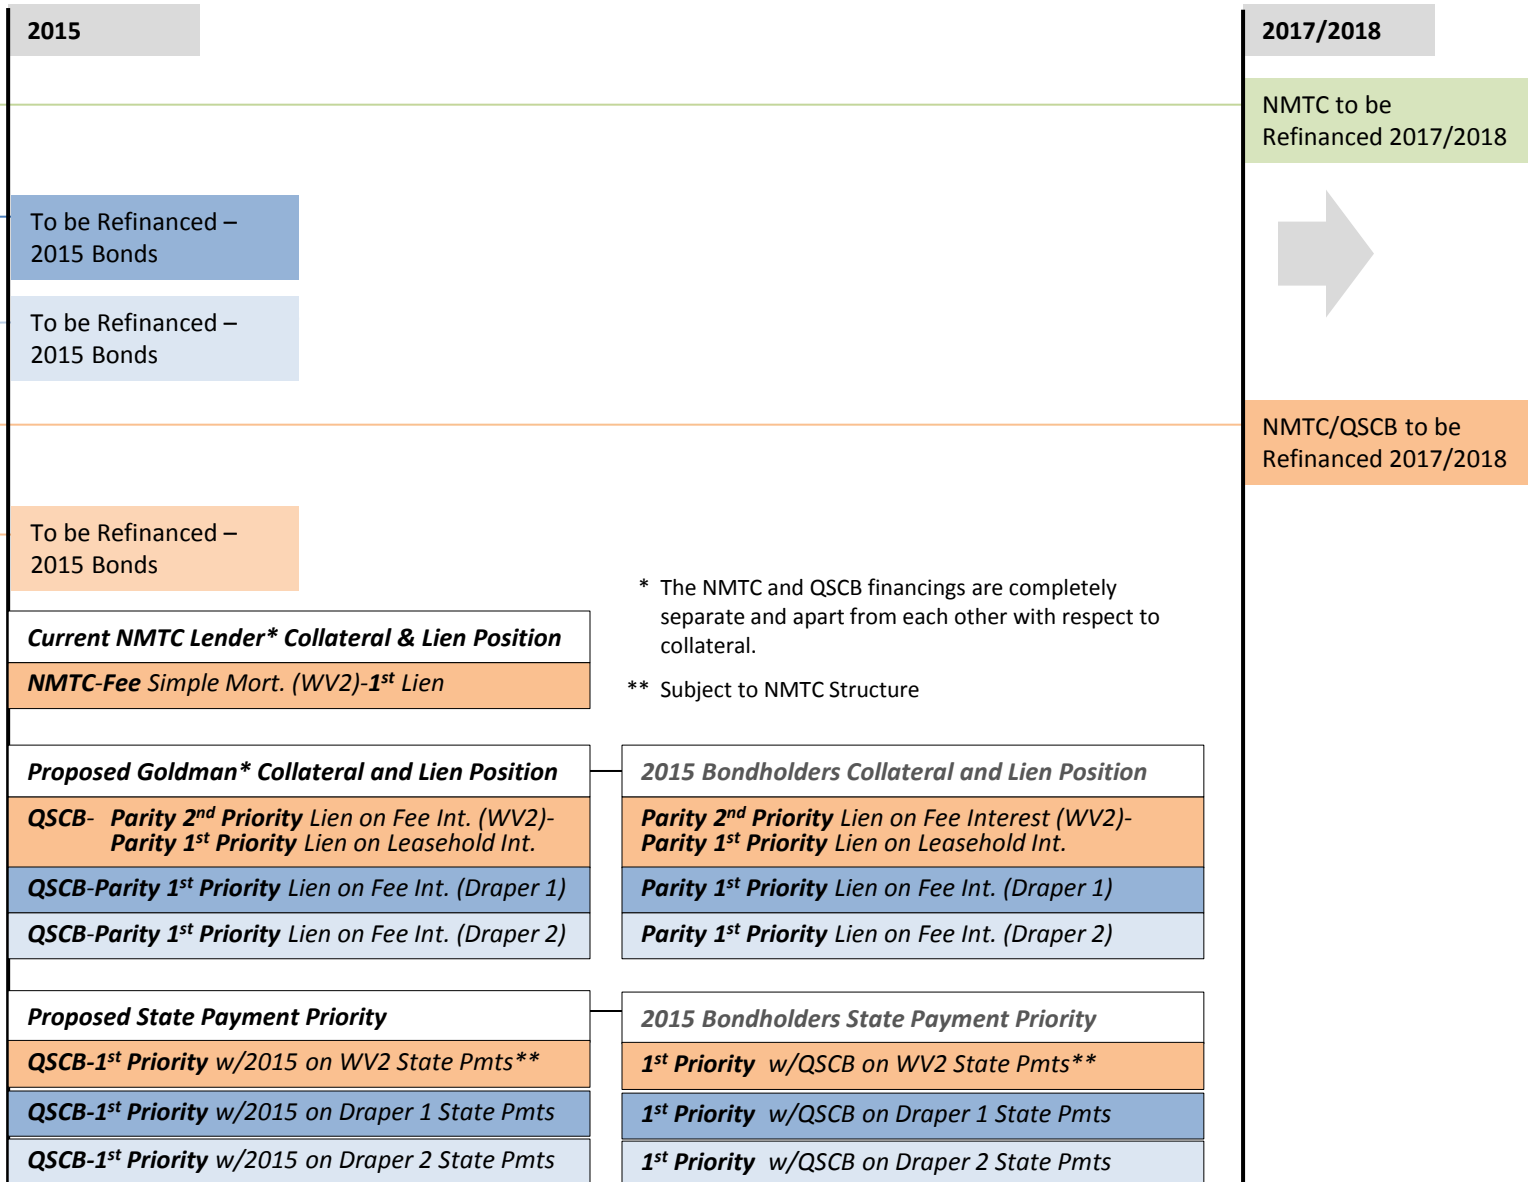 2015
2017/2018
NMTC to be
Refinanced 2017/2018
To be Refinanced –
2015 Bonds
To be Refinanced –
2015 Bonds
NMTC/QSCB to be
Refinanced 2017/2018
To be Refinanced –
2015 Bonds
* The NMTC and QSCB financings are completely
separate and apart from each other with respect to
collateral.
** Subject to NMTC Structure
Current NMTC Lender* Collateral & Lien Position
NMTC-Fee Simple Mort. (WV2)-1st Lien
Proposed Goldman* Collateral and Lien Position
QSCB- Parity 2nd Priority Lien on Fee Int. (WV2)-
Parity 1st Priority Lien on Leasehold Int.
QSCB-Parity 1st Priority Lien on Fee Int. (Draper 1)
QSCB-Parity 1st Priority Lien on Fee Int. (Draper 2)
2015 Bondholders Collateral and Lien Position
Parity 2nd Priority Lien on Fee Interest (WV2)-
Parity 1st Priority Lien on Leasehold Int.
Parity 1st Priority Lien on Fee Int. (Draper 1)
Parity 1st Priority Lien on Fee Int. (Draper 2)
Proposed State Payment Priority
QSCB-1st Priority w/2015 on WV2 State Pmts**
QSCB-1st Priority w/2015 on Draper 1 State Pmts
QSCB-1st Priority w/2015 on Draper 2 State Pmts
2015 Bondholders State Payment Priority
1st Priority w/QSCB on WV2 State Pmts**
1st Priority w/QSCB on Draper 1 State Pmts
1st Priority w/QSCB on Draper 2 State Pmts